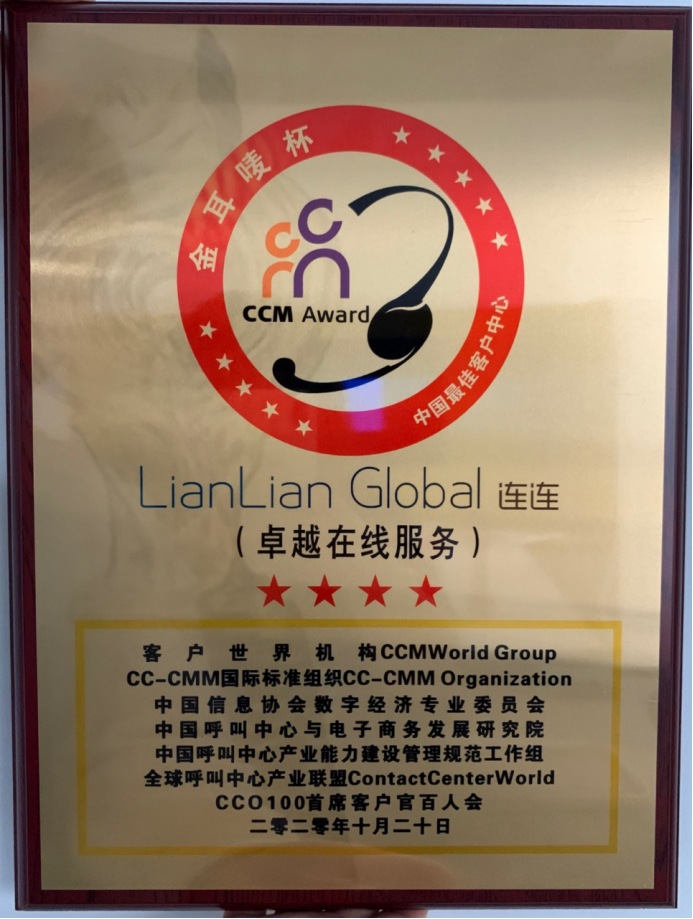 金耳唛杯
CCM Award
中国最佳客户中心
LianLian Global 连连
(卓越在线服务)
客户世界机构CCMWorld Group
CC-CMM国际标准组织CC-CMM Organization
中国信息协会数字经济专业委员会
中国呼叫中心与电子商务发展研究院
中国呼叫中心产业能力建设管理规范工作组
全球呼叫中心产业联盟ContactCenterWorld
CCO100首席客户官百人会
二零二零年十月二十日